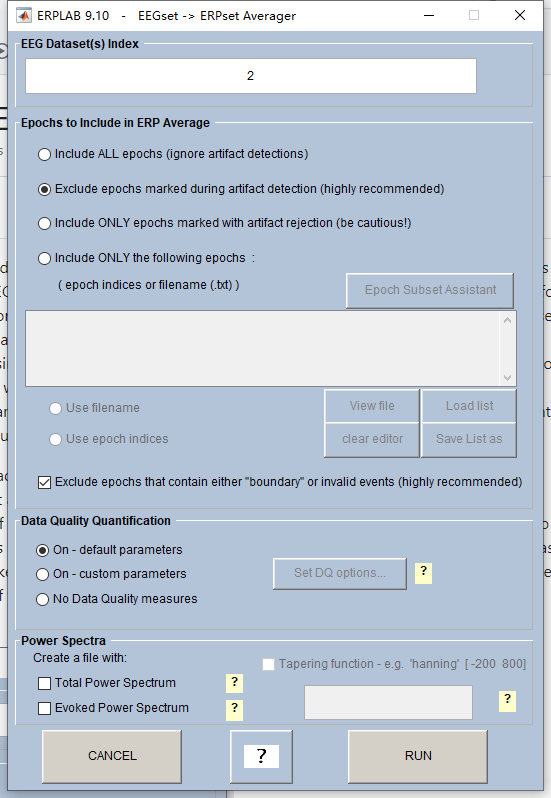 ERPLAB 9.10 - EEGset -> ERPset Averager
EEG Dataset(s) Index
2
Epochs to Include in ERP Average
Include ALL epochs (ignore artifact detections)
Exclude epochs marked during artifact detection (highly recommended)
Include ONLY epochs marked with artifact rejection (be cautious!)
Include ONLY the following epochs :
( epoch indices or filename (.txt) )
Epoch Subset Assistant
Use filename
View file
Load list
Use epoch indices
clear editor
Save List as
Exclude epochs that contain either "boundary" or invalid events (highly recommended)
Data Quality Quantification
On - default parameters
On - custom parameters
Set DQ options...
?
No Data Quality measures
Power Spectra
Create a file with:
Tapering function - e.g. 'hanning' [ -200 800]
Total Power Spectrum
?
Evoked Power Spectrum
?
?
CANCEL
?
RUN